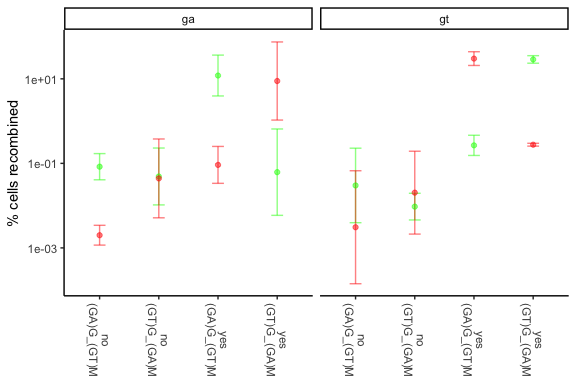 ga
gt
% cells recombined
1e+01
1e-01
1e-03
no
(GA)G_(GT)M
no
(GT)G_(GA)M
yes
(GA)G_(GT)M
yes
(GT)G_(GA)M
no
(GA)G_(GT)M
no
(GT)G_(GA)M
yes
(GA)G_(GT)M
yes
(GT)G_(GA)M